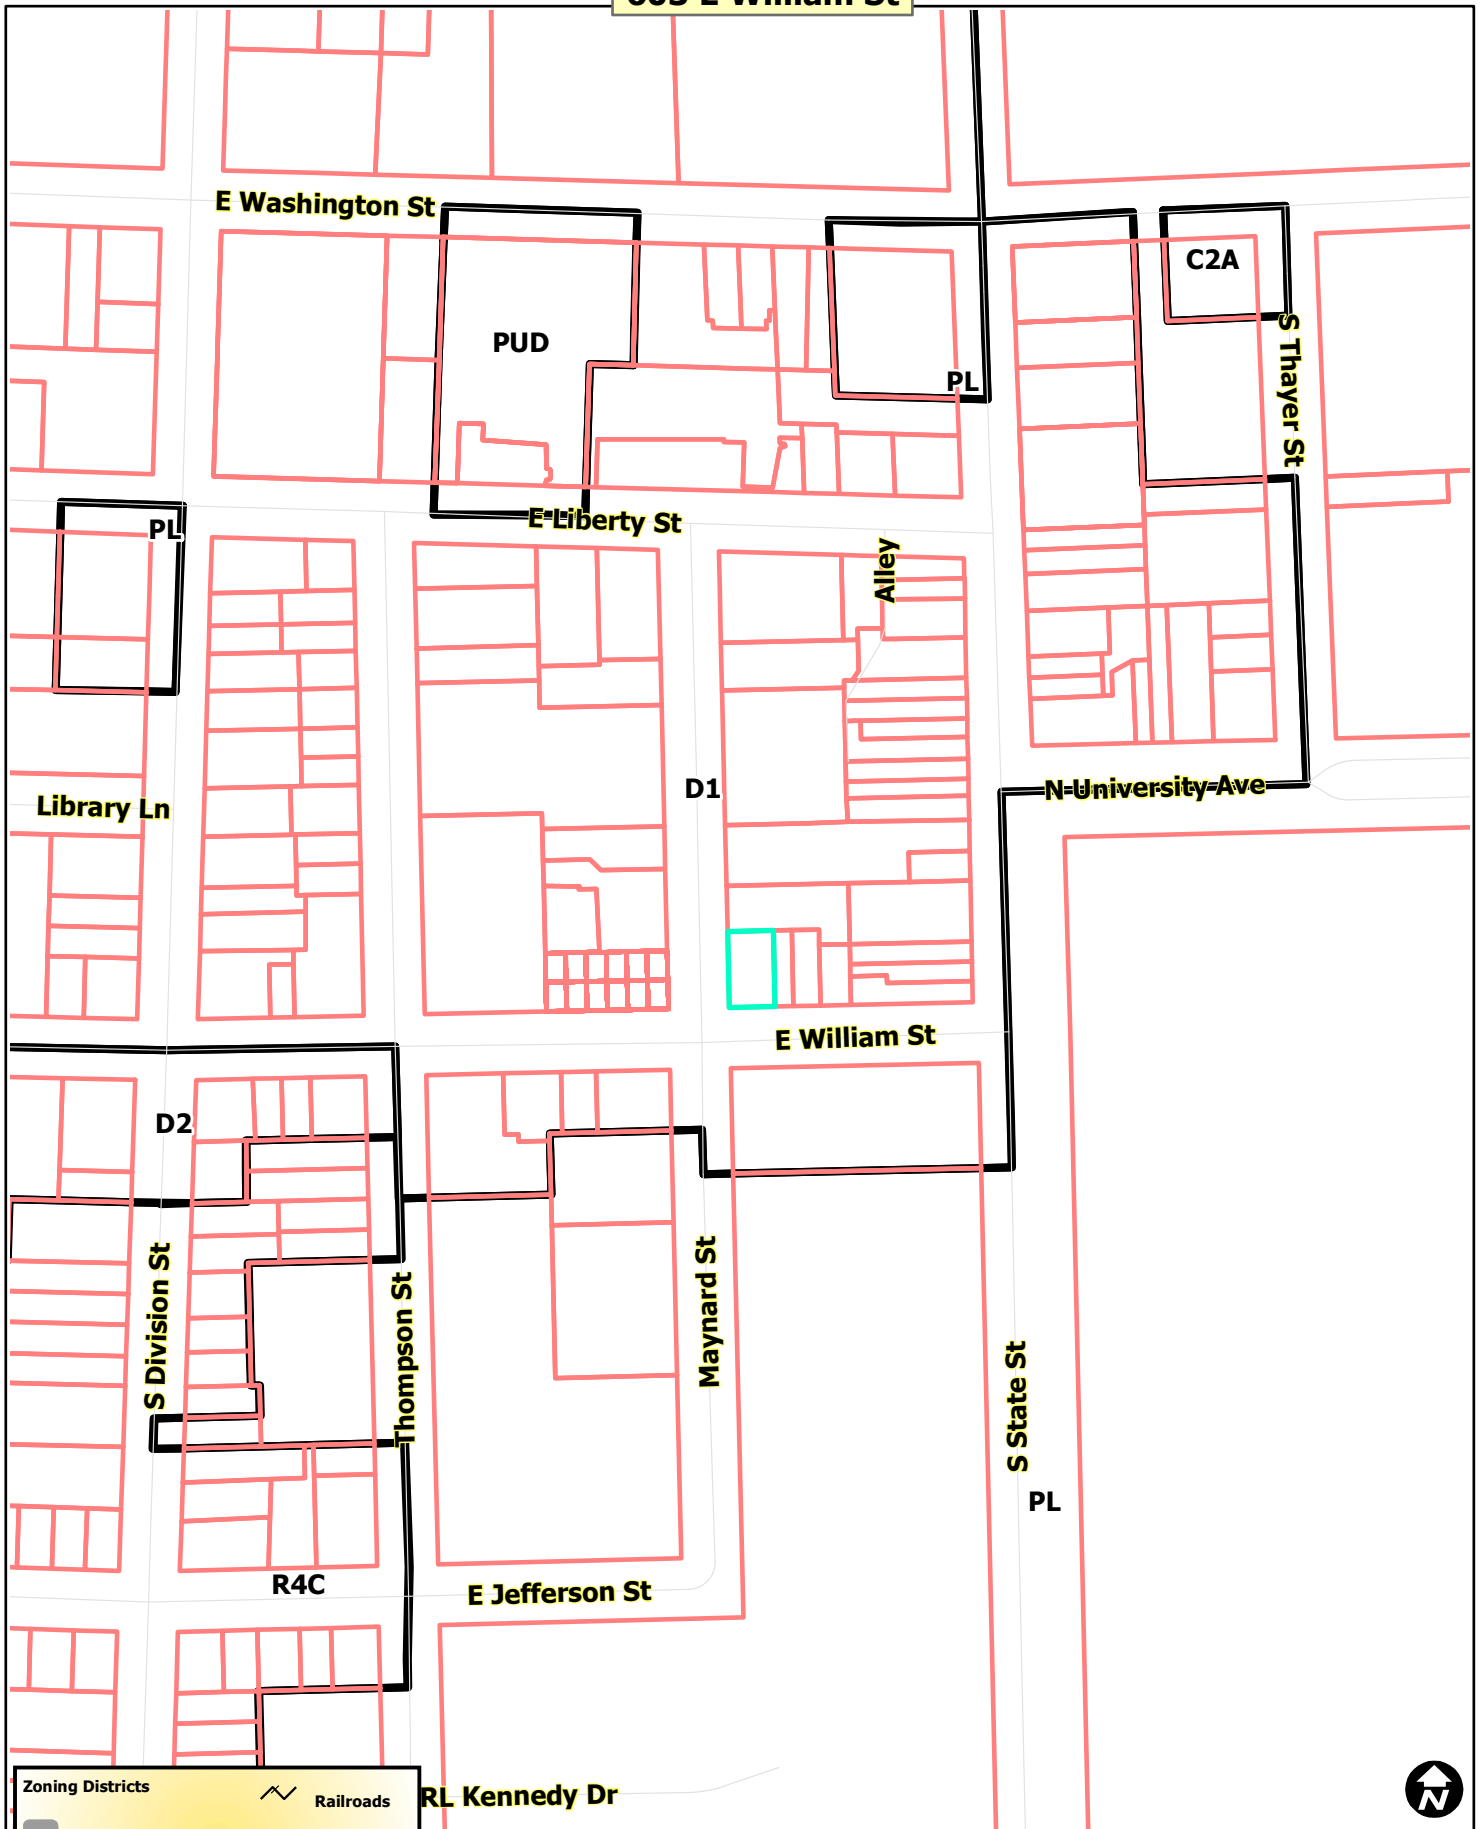 E Washington St
C2A
S Thayer St
PUD
PL
PL
E Liberty St
Alley
D1
N University Ave
Library Ln
E William St
D2
S Division St
Thompson St
Maynard St
S State St
PL
R4C
E Jefferson St
RL Kennedy Dr
Zoning Districts
Railroads
N